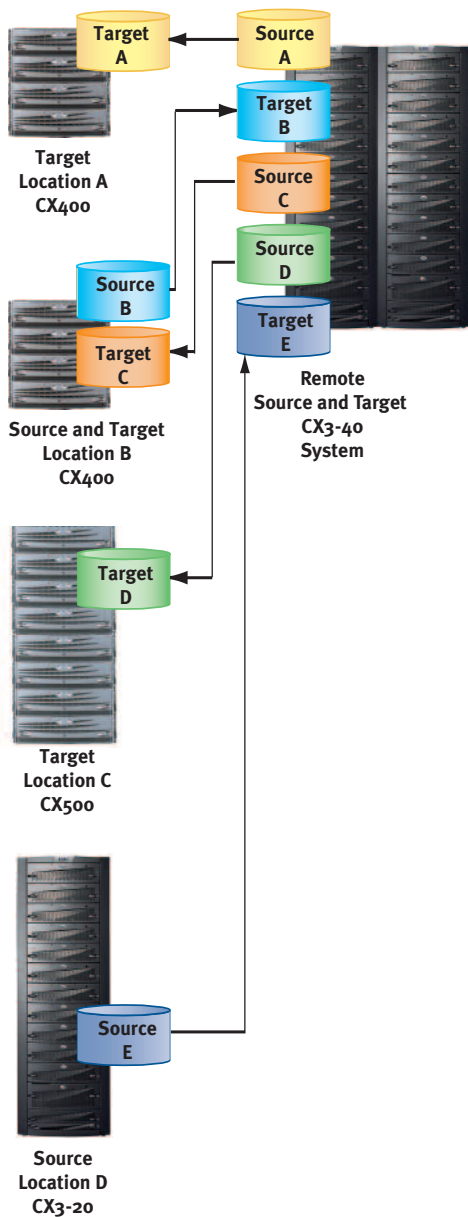 Target
A
Source
A
Target
B
Target
Location A
CX400
Source
C
Source
D
Source
B
Target
E
Target
C
Remote
Source and Target
CX3-40
System
Source and Target
Location B
CX400
Target
D
Target
Location C
CX500
Source
E
Source
Location D
CX3-20